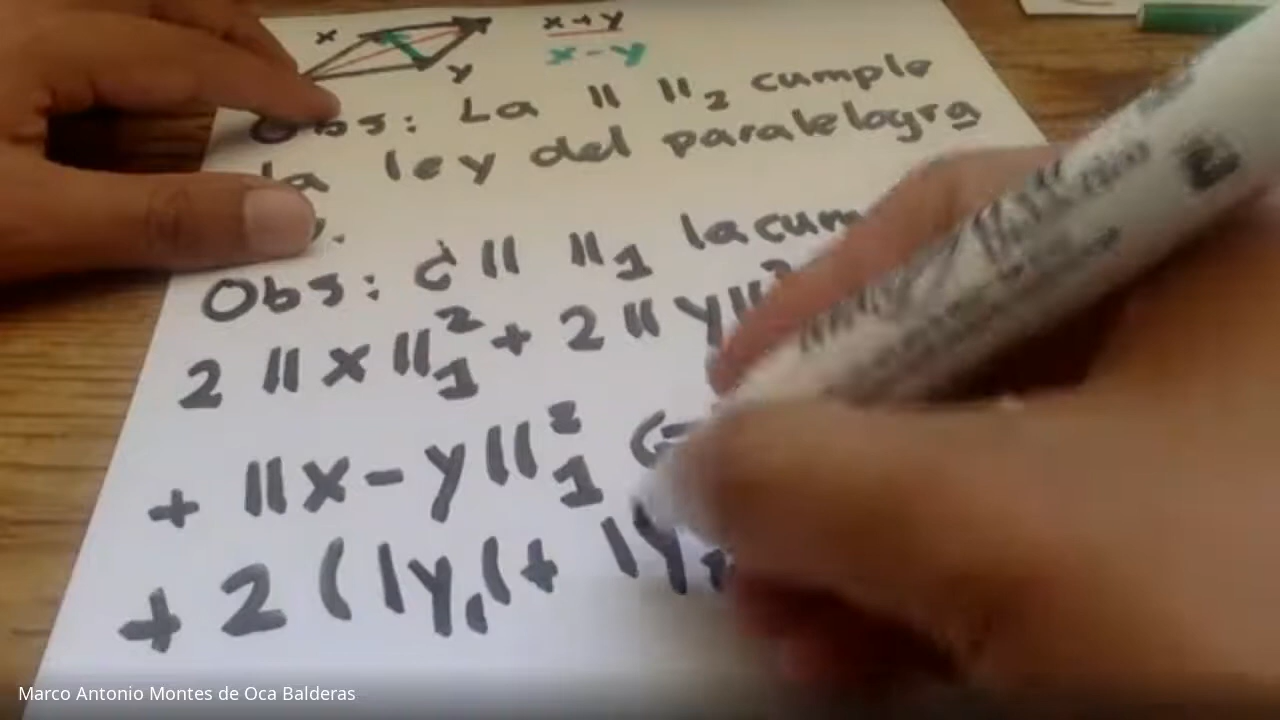 x x+y
x-y
y
Obs: La || ||₂ cumple
la ley del paralelogra
Obs: ¿ || ||₁ la cum
2 ||x||₁² + 2 ||y||²
+ ||x-y||₁²
+ 2 (|y₁| + |y
Marco Antonio Montes de Oca Balderas